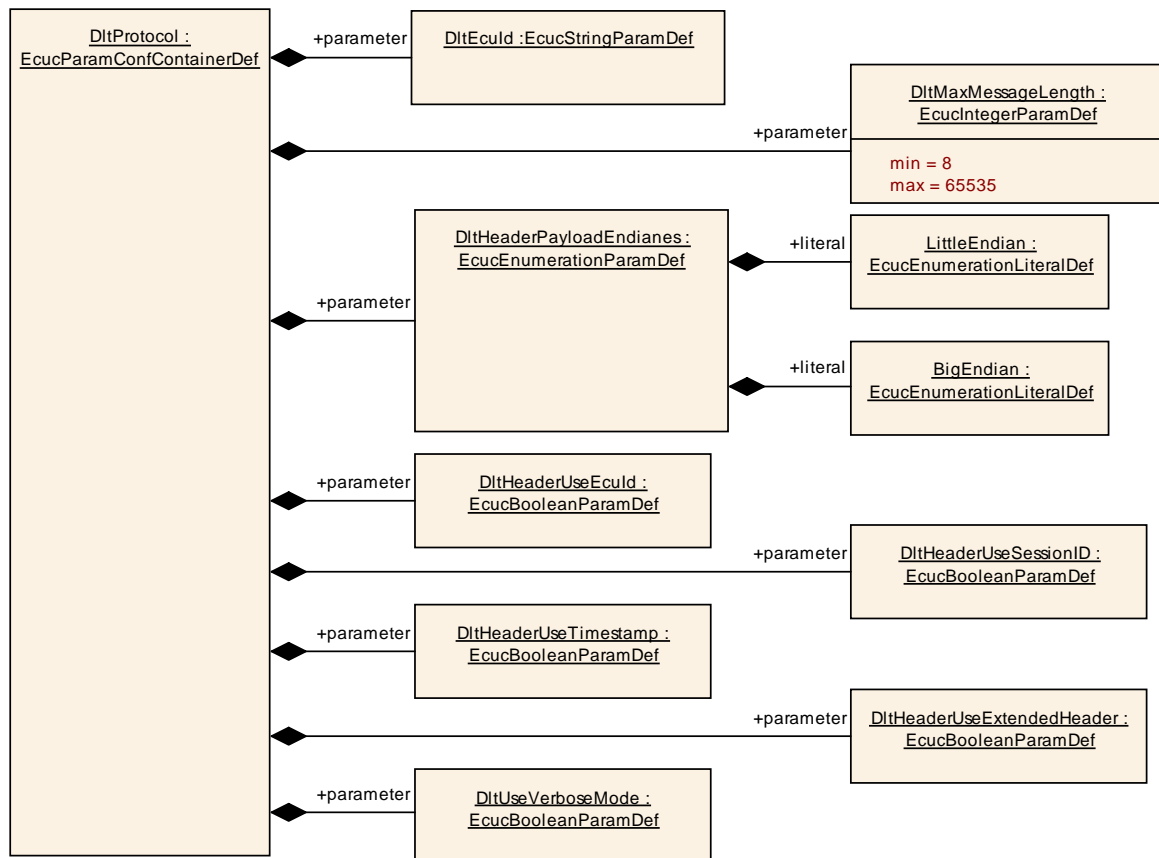 DltProtocol :
EcucParamConfContainerDef
+parameter
DltEcuId :EcucStringParamDef
+parameter
DltMaxMessageLength :
EcucIntegerParamDef
min = 8
max = 65535
+parameter
DltHeaderPayloadEndianes :
EcucEnumerationParamDef
+literal
LittleEndian :
EcucEnumerationLiteralDef
+literal
BigEndian :
EcucEnumerationLiteralDef
+parameter
DltHeaderUseEcuId :
EcucBooleanParamDef
+parameter
DltHeaderUseSessionID :
EcucBooleanParamDef
+parameter
DltHeaderUseTimestamp :
EcucBooleanParamDef
+parameter
DltHeaderUseExtendedHeader :
EcucBooleanParamDef
+parameter
DltUseVerboseMode :
EcucBooleanParamDef